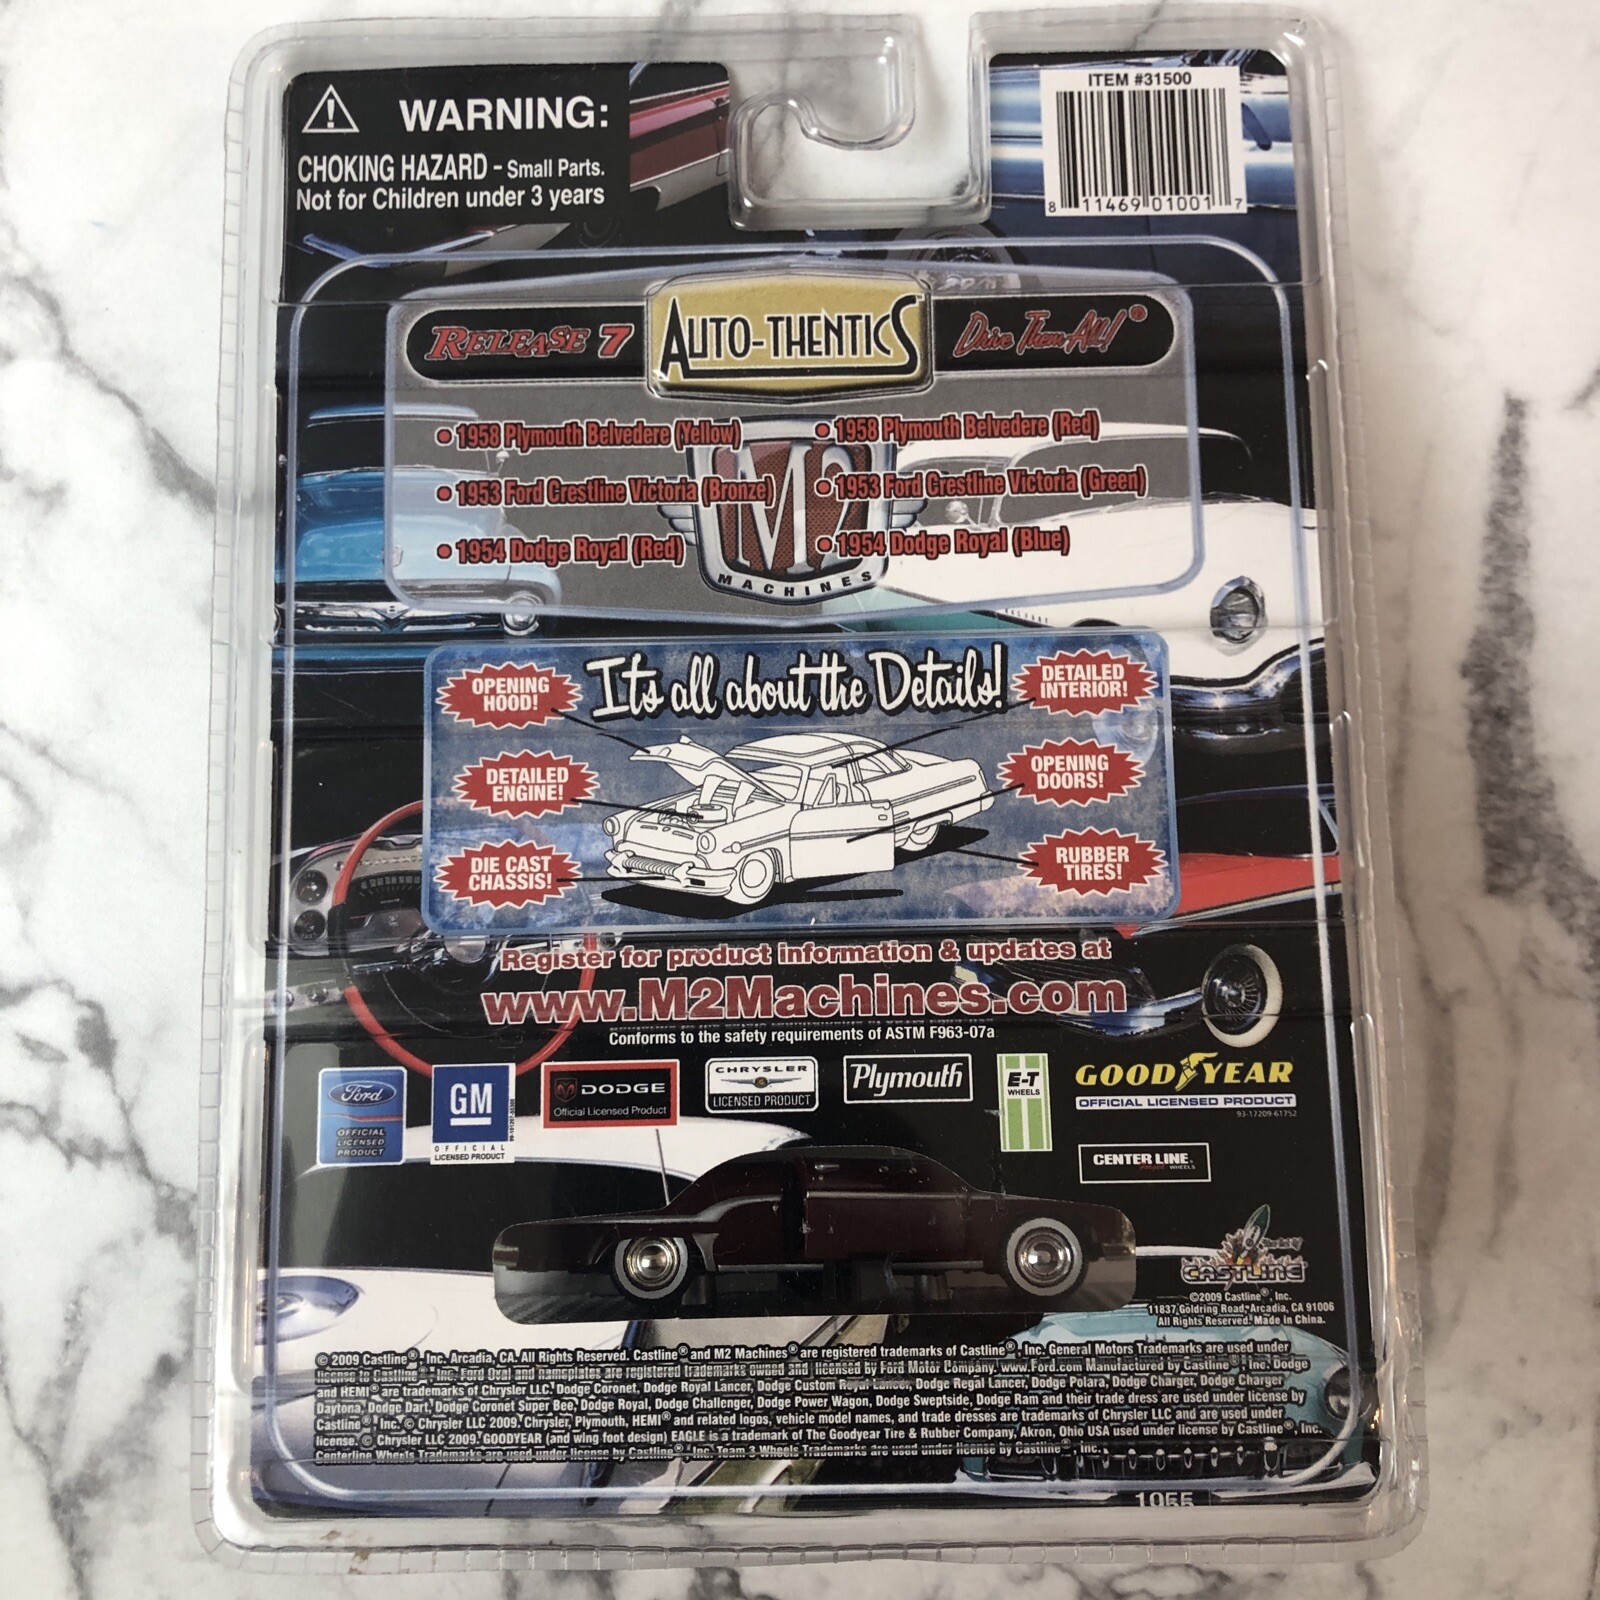 WARNING:
CHOKING HAZARD - Small Parts.
Not for Children under 3 years
ITEM #31500
8 11469 01001 7
RELEASE 7
AUTO-THENTICS
Drive Them All!®
• 1958 Plymouth Belvedere (Yellow)
• 1958 Plymouth Belvedere (Red)
• 1953 Ford Crestline Victoria (Bronze)
• 1953 Ford Crestline Victoria (Green)
• 1954 Dodge Royal (Red)
• 1954 Dodge Royal (Blue)
M2
MACHINES
It's all about the Details!
OPENING
HOOD!
DETAILED
INTERIOR!
DETAILED
ENGINE!
OPENING
DOORS!
DIE CAST
CHASSIS!
RUBBER
TIRES!
Register for product information & updates at
www.M2Machines.com
Conforms to the safety requirements of ASTM F963-07a
Ford
OFFICIAL
LICENSED
PRODUCT
GM
OFFICIAL
LICENSED PRODUCT
DODGE
Official Licensed Product
CHRYSLER
LICENSED PRODUCT
Plymouth
E-T
WHEELS
GOODYEAR
OFFICIAL LICENSED PRODUCT
93-17209-61752
CENTER LINE
WHEELS
CASTLINE
©2009 Castline®, Inc.
11837 Goldring Road, Arcadia, CA 91006
All Rights Reserved. Made in China.
© 2009 Castline®, Inc. Arcadia, CA. All Rights Reserved. Castline® and M2 Machines® are registered trademarks of Castline®, Inc. General Motors Trademarks are used under
license to Castline®, Inc. Ford Oval and nameplates are registered trademarks owned and licensed by Ford Motor Company. www.Ford.com Manufactured by Castline®, Inc. Dodge
and HEMI® are trademarks of Chrysler LLC. Dodge Coronet, Dodge Royal Lancer, Dodge Custom Royal Lancer, Dodge Regal Lancer, Dodge Polara, Dodge Charger, Dodge Charger
Daytona, Dodge Dart, Dodge Coronet Super Bee, Dodge Royal, Dodge Challenger, Dodge Power Wagon, Dodge Sweptside, Dodge Ram and their trade dress are used under license by
Castline®, Inc. © Chrysler LLC 2009. Chrysler, Plymouth, HEMI® and related logos, vehicle model names, and trade dresses are trademarks of Chrysler LLC and are used under
license. © Chrysler LLC 2009. GOODYEAR (and wing foot design) EAGLE is a trademark of The Goodyear Tire & Rubber Company, Akron, Ohio USA used under license by Castline®, Inc.
Centerline Wheels Trademarks are used under license by Castline®, Inc. Team 3 Wheels Trademarks are used under license by Castline®, Inc.
1955